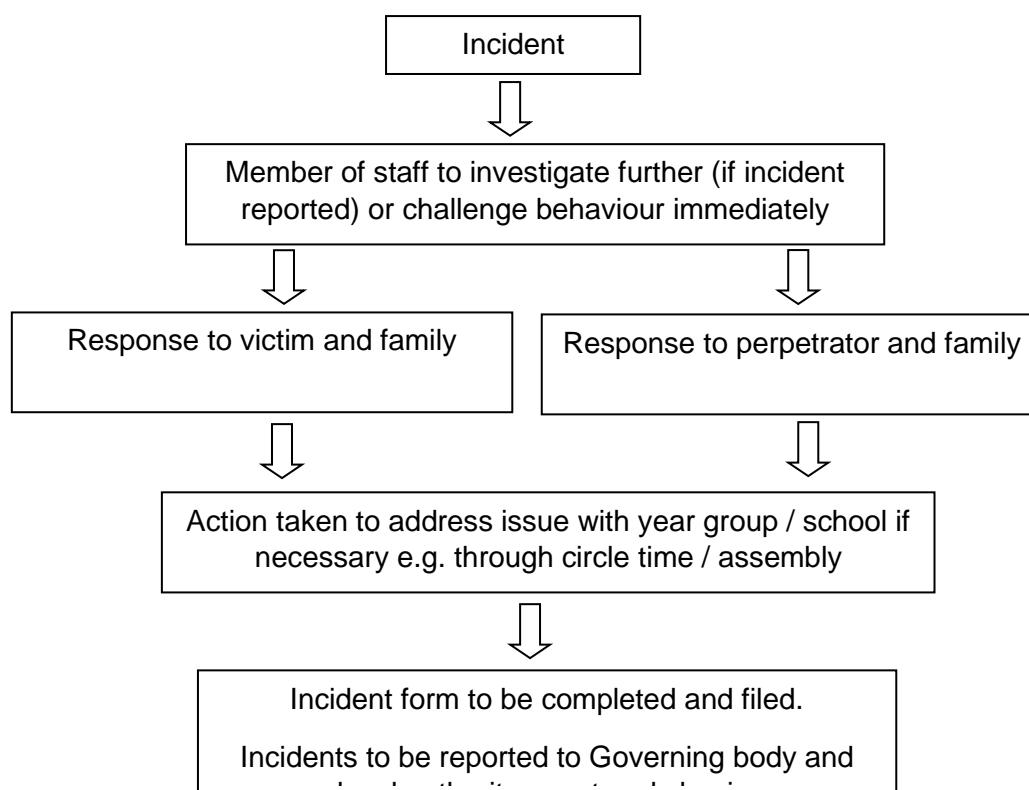 Incident
Member of staff to investigate further (if incident
reported) or challenge behaviour immediately
Response to victim and family
Response to perpetrator and family
Action taken to address issue with year group / school if
necessary e.g. through circle time / assembly
Incident form to be completed and filed.
Incidents to be reported to Governing body and